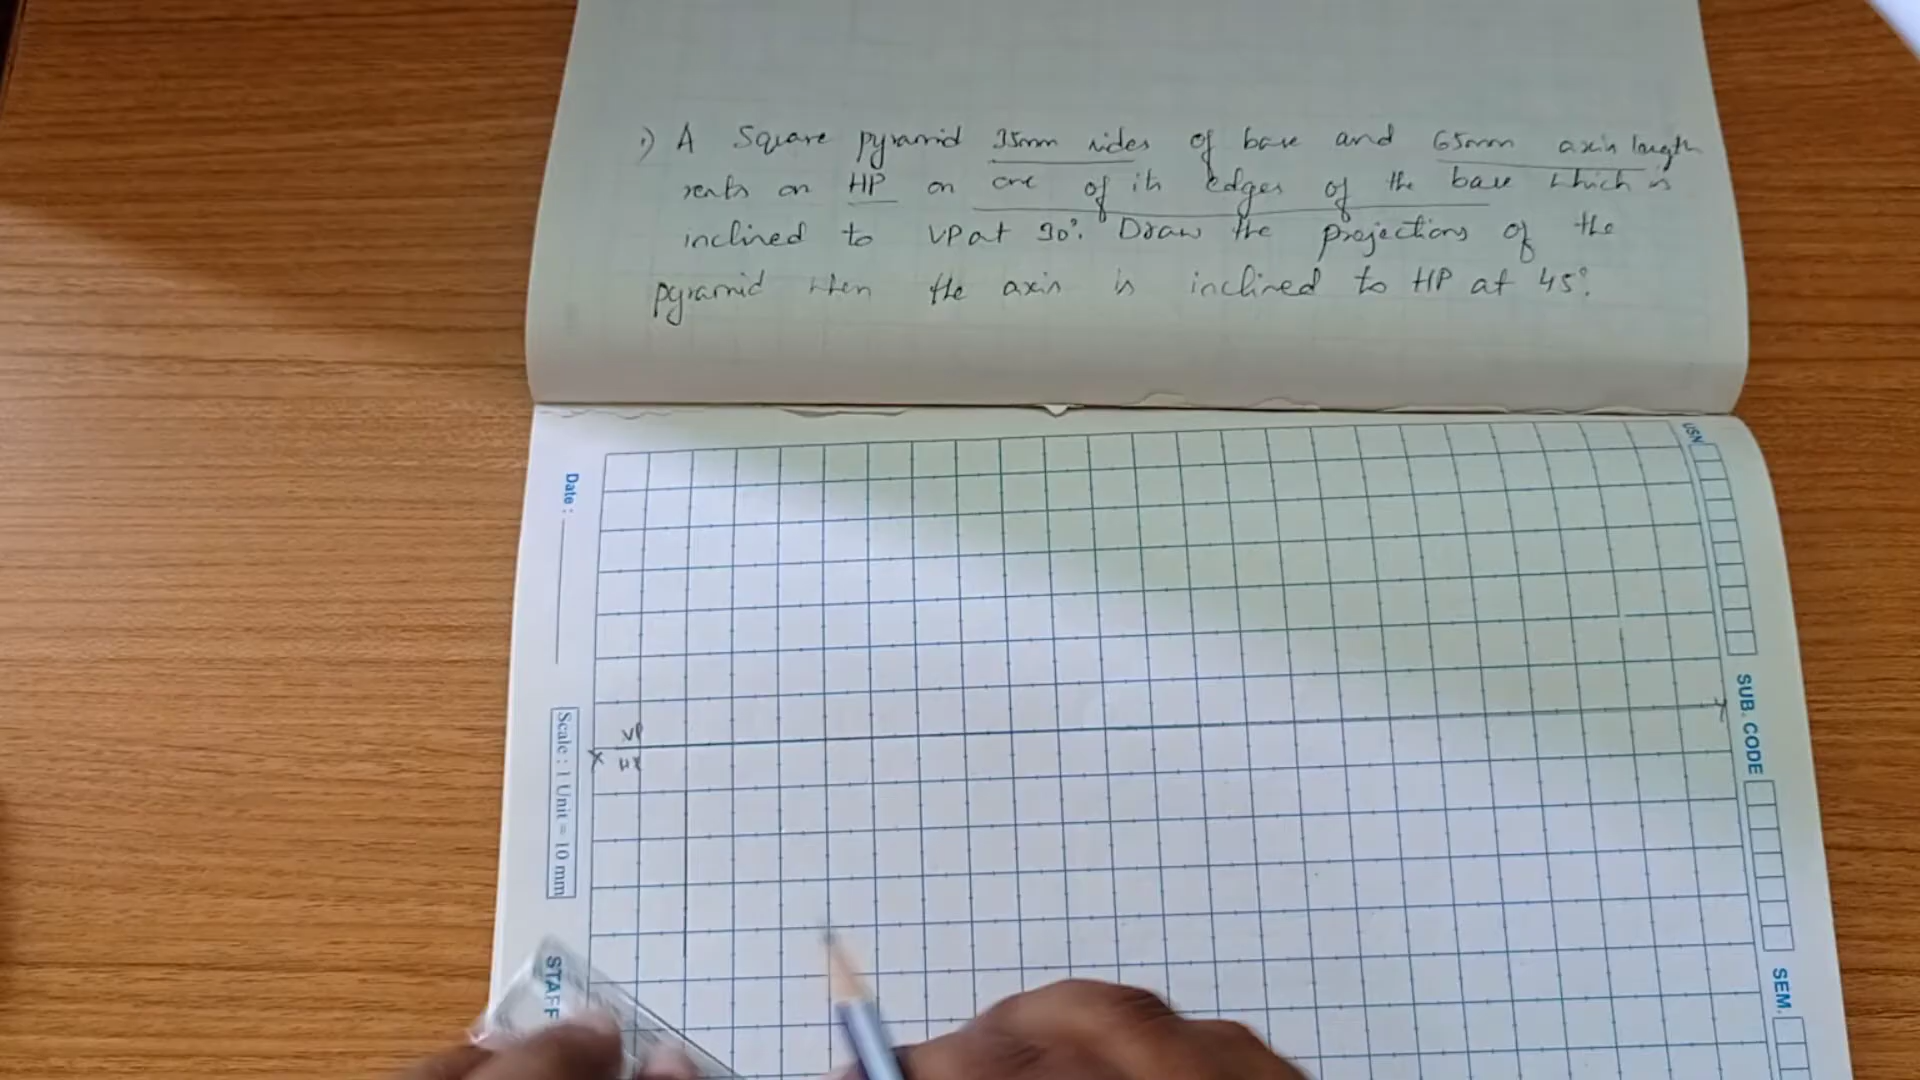 1) A Square pyramid 35mm sides of base and 65mm axis length
rests on HP on one of its edges of the base which is
inclined to VP at 90°. Draw the projections of the
pyramid when the axis is inclined to HP at 45°.
USN
Date :
SUB. CODE
VP
X
Y
Scale : 1 Unit = 10 mm
STAFF
SEM.